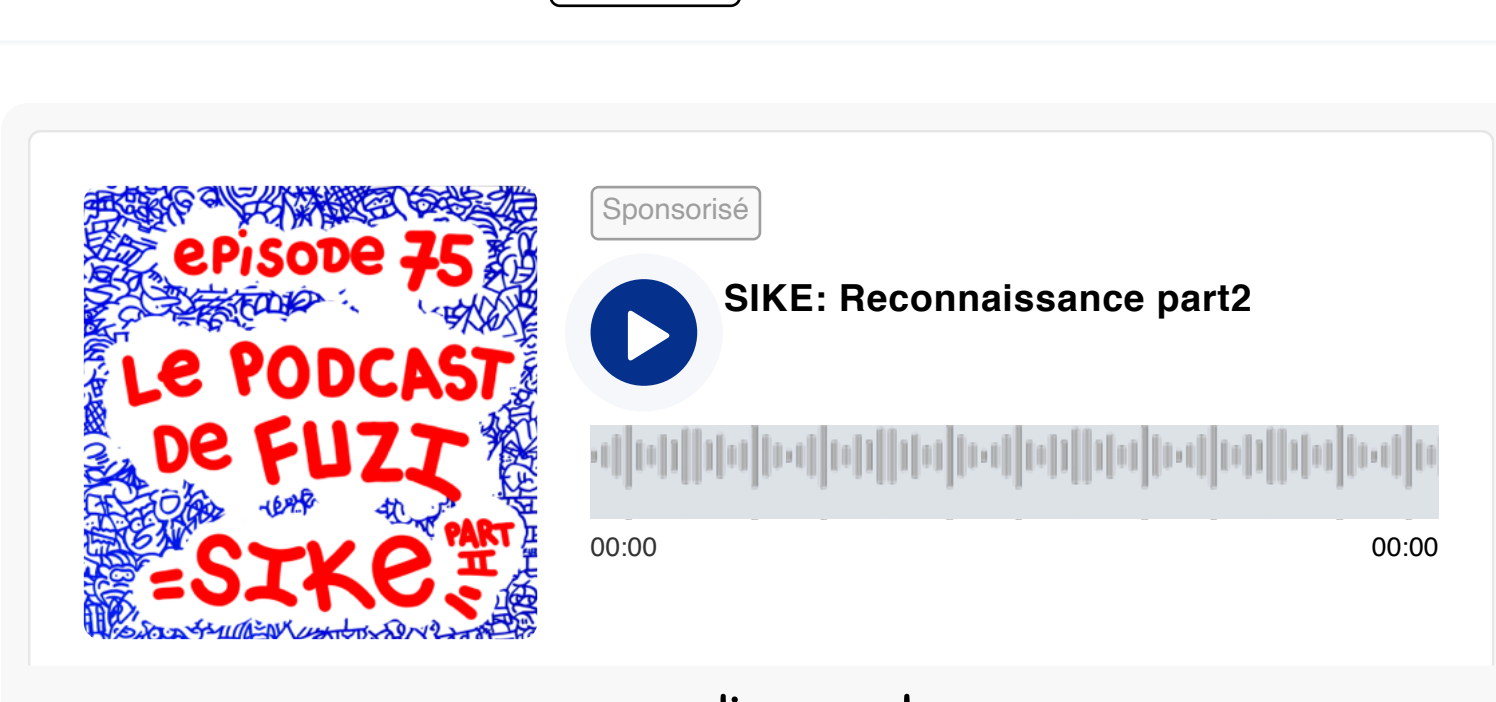 episode 75
Le PODCAST
De FUZI
=SIKe PART II
Sponsorisé
SIKE: Reconnaissance part2
00:00
00:00